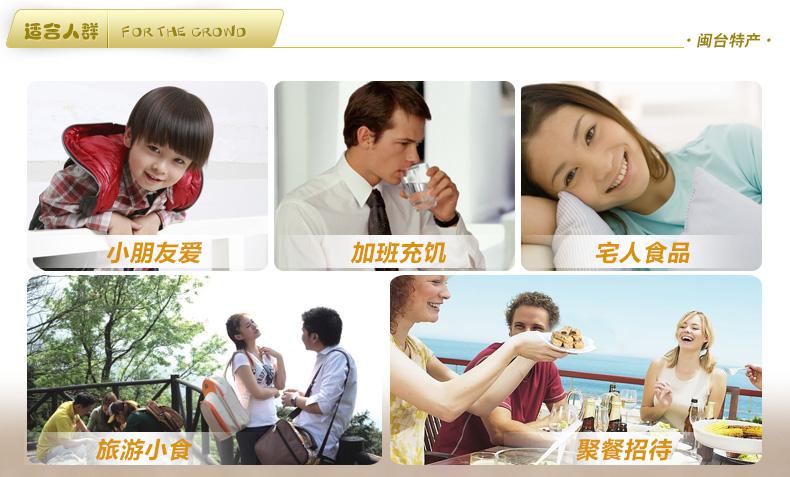 适合人群 FOR THE CROWD
·闽台特产·
小朋友爱
加班充饥
宅人食品
旅游小食
聚餐招待